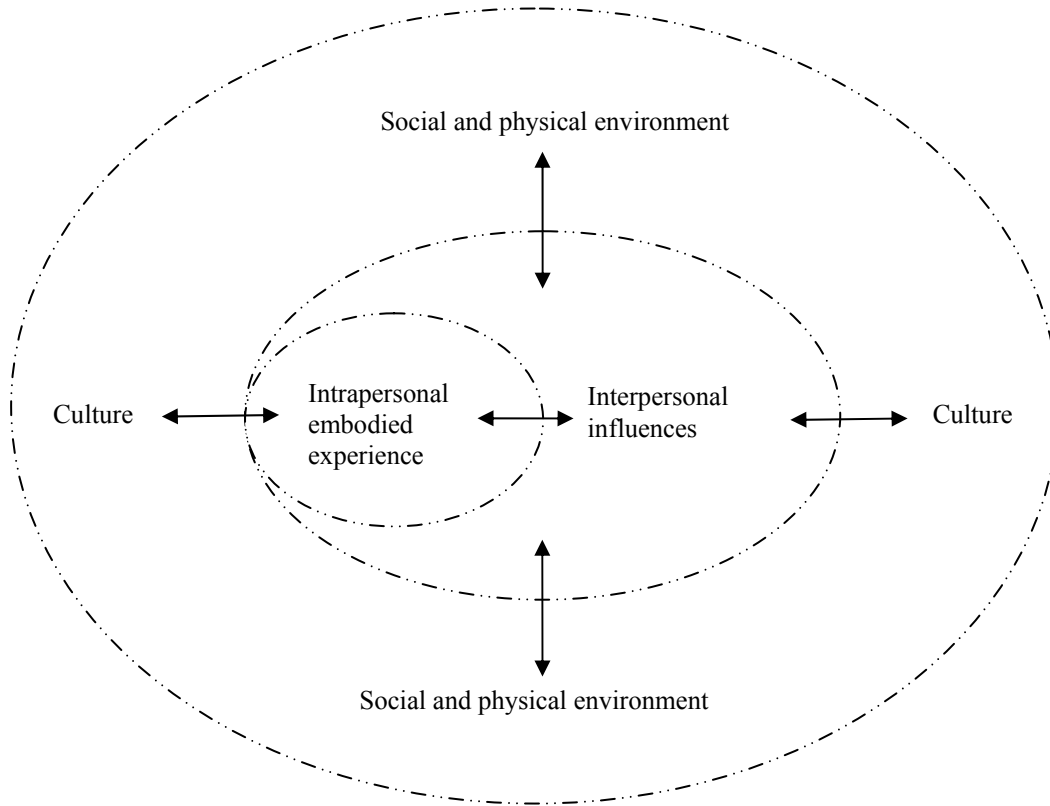 Social and physical environment
Culture
Intrapersonal
embodied
experience
Interpersonal
influences
Culture
Social and physical environment